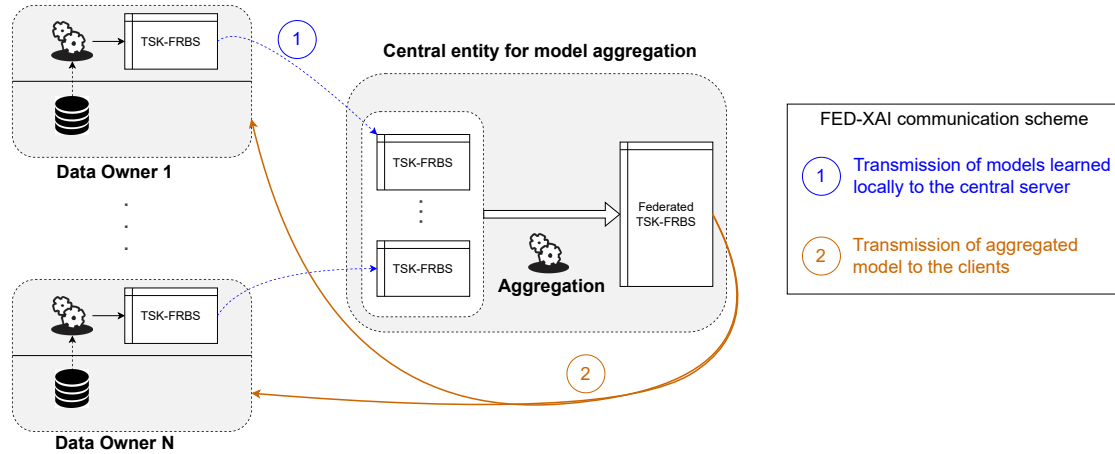 TSK-FRBS
1
Data Owner 1
.
.
.
TSK-FRBS
Data Owner N
Central entity for model aggregation
TSK-FRBS
TSK-FRBS
Aggregation
Federated
TSK-FRBS
2
FED-XAI communication scheme
1
Transmission of models learned
locally to the central server
2
Transmission of aggregated
model to the clients